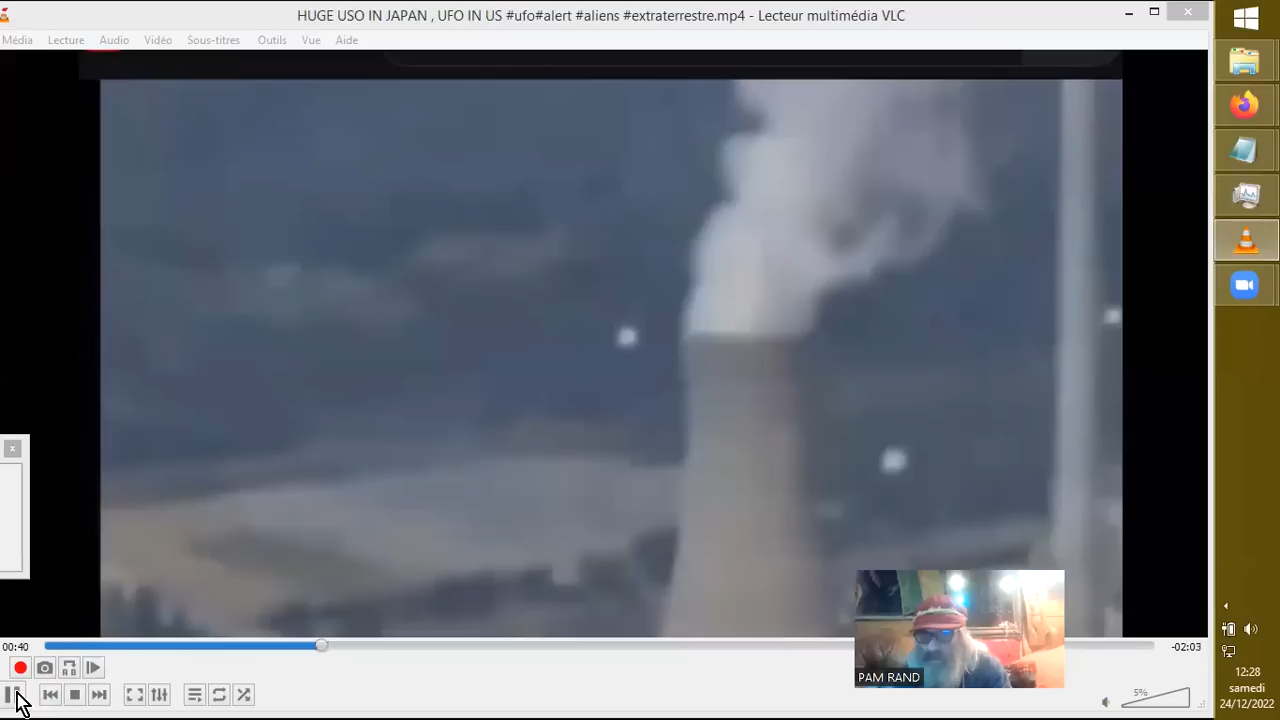 HUGE USO IN JAPAN , UFO IN US #ufo#alert #aliens #extraterrestre.mp4 - Lecteur multimédia VLC
Média Lecture Audio Vidéo Sous-titres Outils Vue Aide
00:40 -02:03
PAM RAND
5%
12:28
samedi
24/12/2022